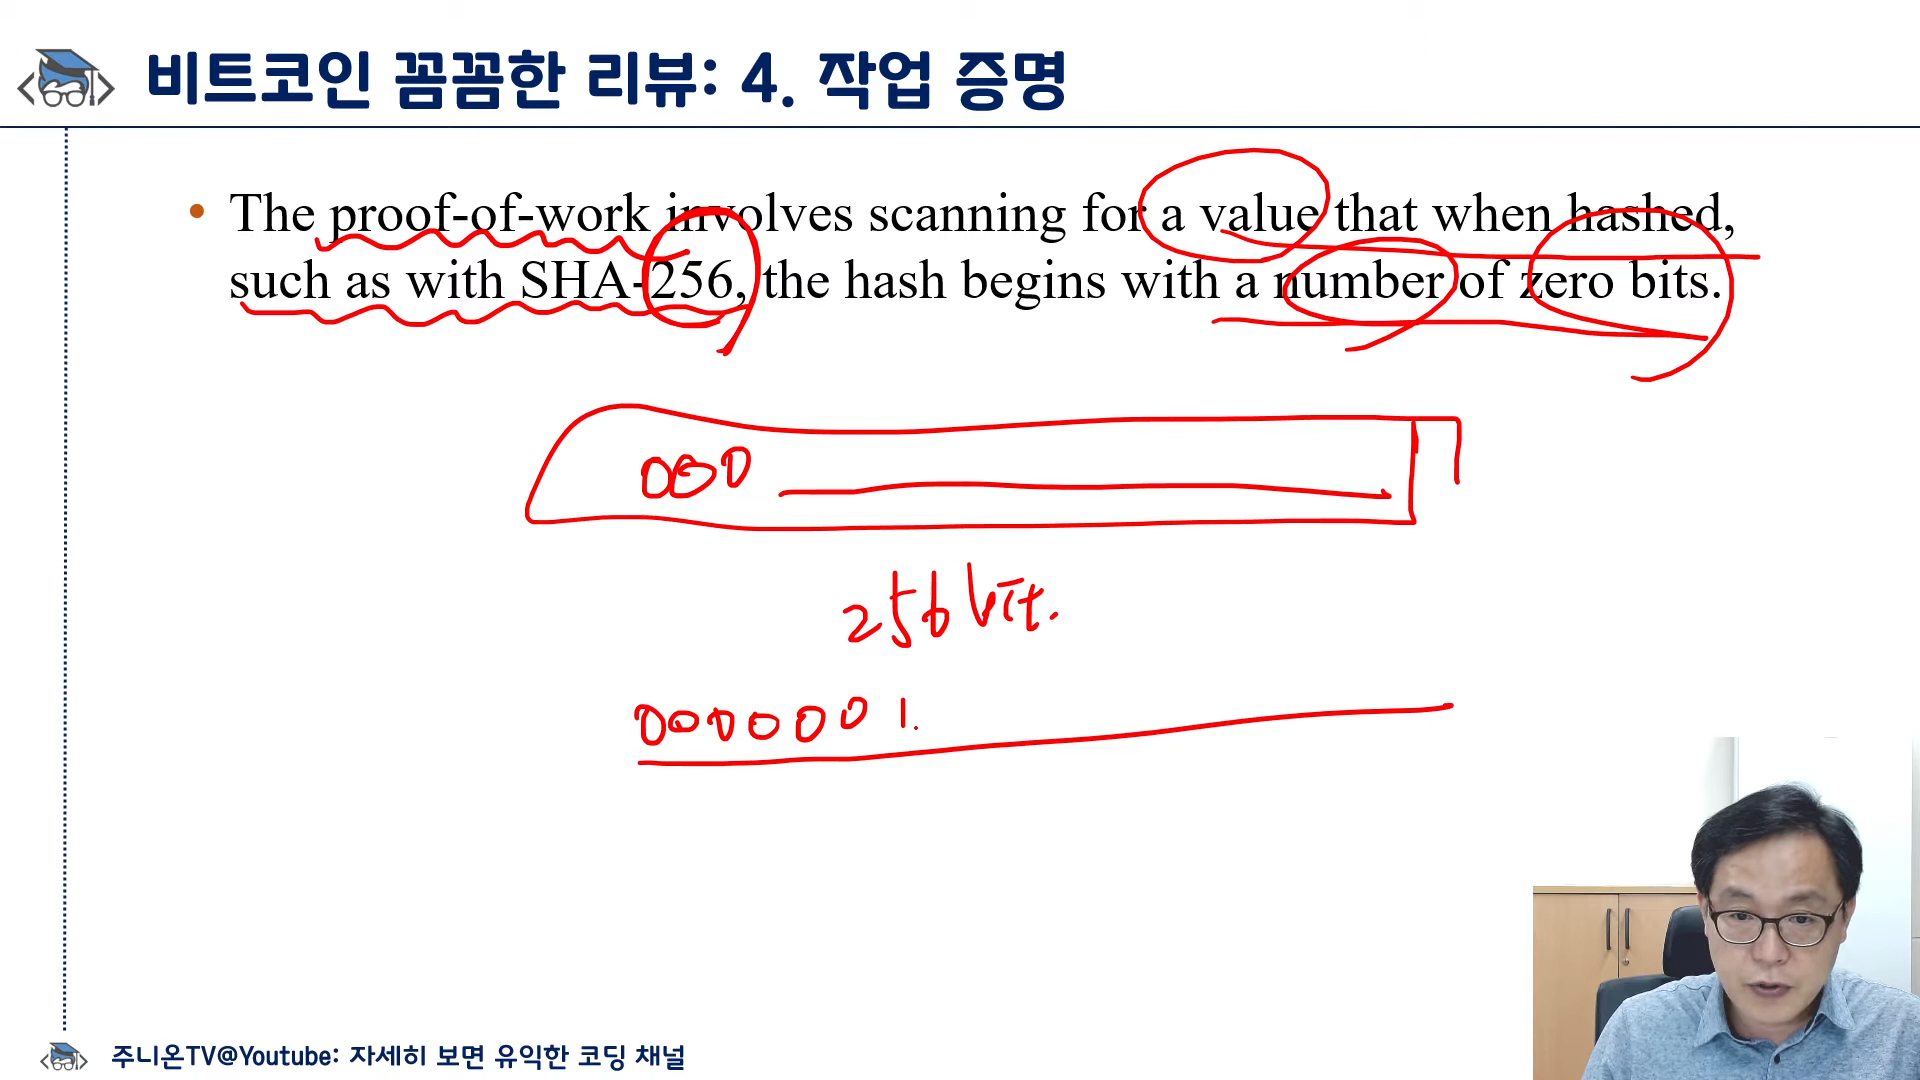 비트코인 꼼꼼한 리뷰: 4. 작업 증명
• The proof-of-work involves scanning for a value that when hashed,
such as with SHA-256, the hash begins with a number of zero bits.
000
256 bit.
0000001.
주니온TV@Youtube: 자세히 보면 유익한 코딩 채널